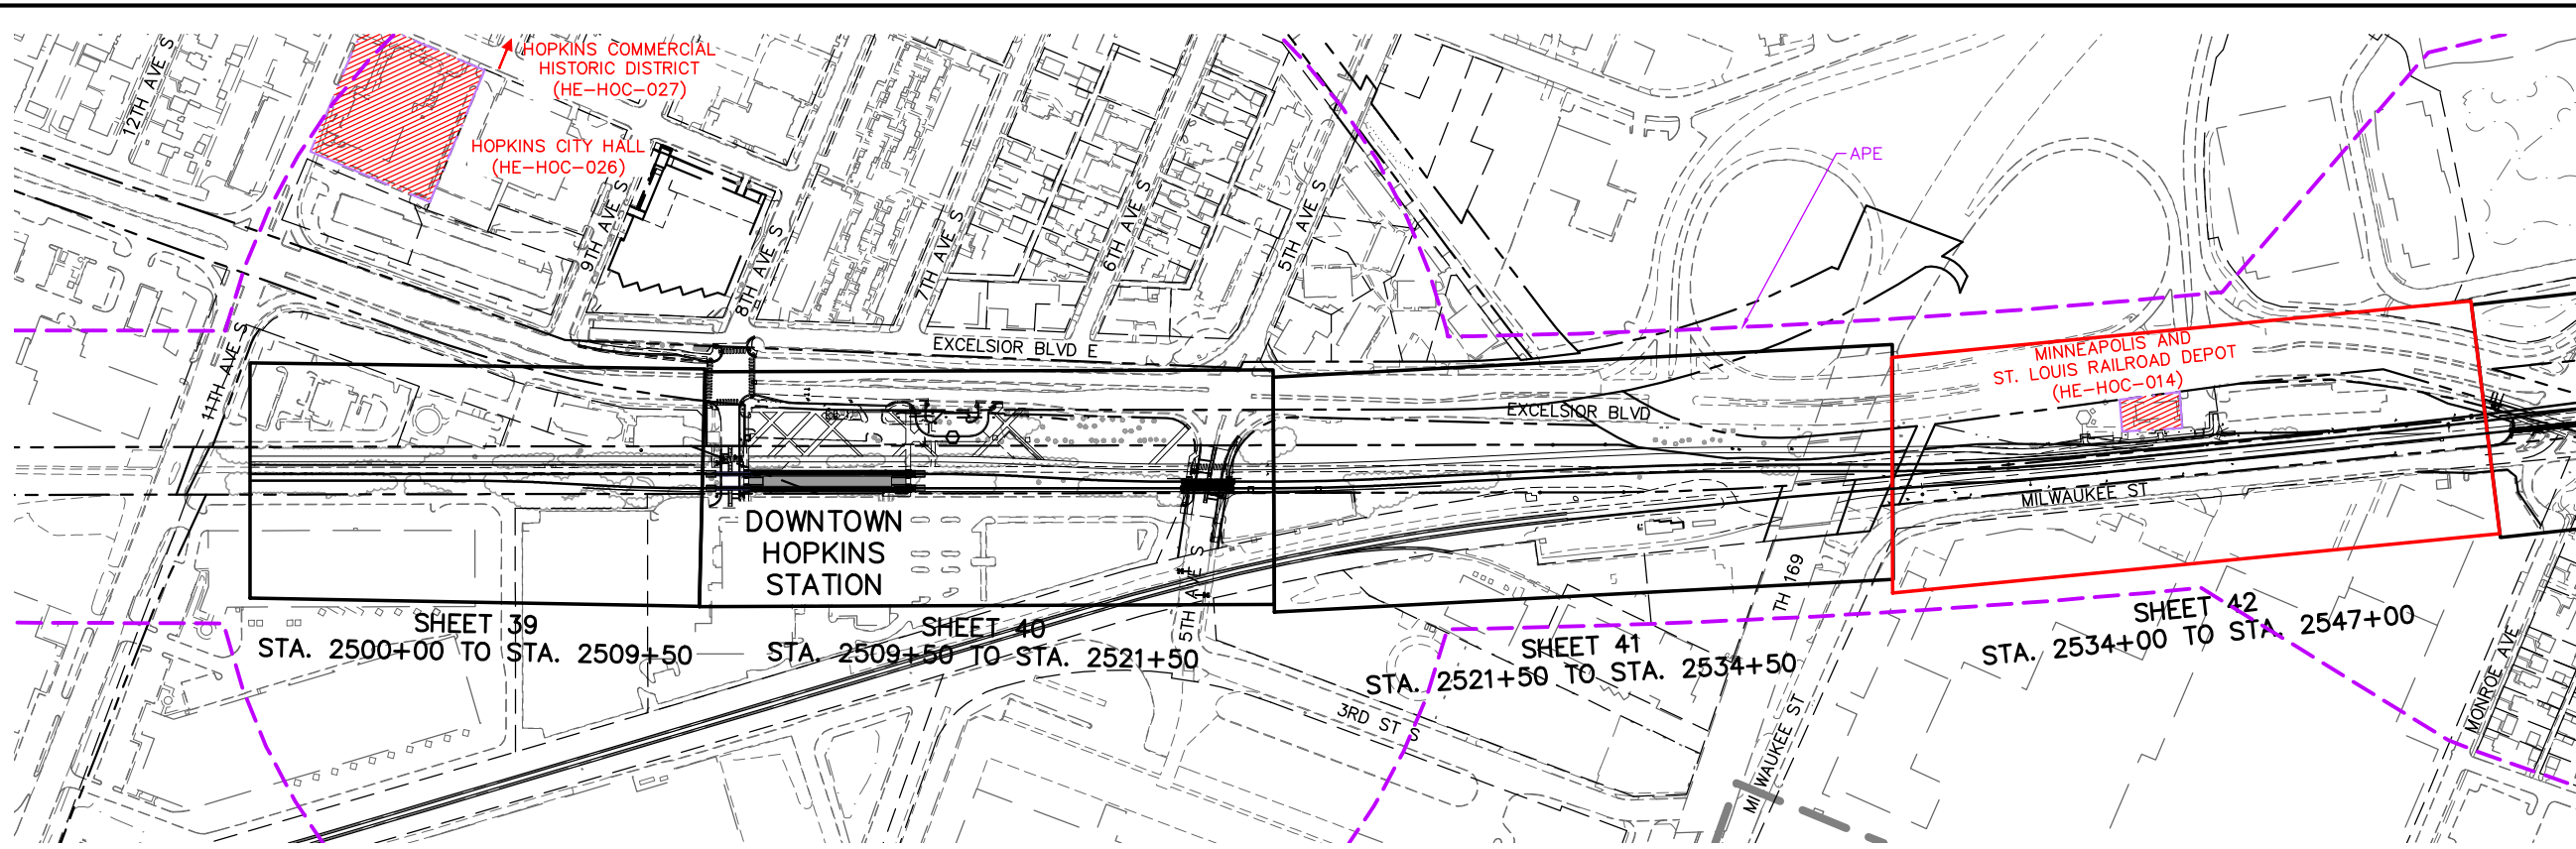 12TH AVE S
HOPKINS COMMERCIAL
HISTORIC DISTRICT
(HE-HOC-027)
HOPKINS CITY HALL
(HE-HOC-026)
9TH AVE S
8TH AVE S
7TH AVE S
6TH AVE S
5TH AVE S
APE
11TH AVE S
EXCELSIOR BLVD E
EXCELSIOR BLVD
MINNEAPOLIS AND
ST. LOUIS RAILROAD DEPOT
(HE-HOC-014)
MILWAUKEE ST
DOWNTOWN
HOPKINS
STATION
5TH AVE S
TH 169
SHEET 39
STA. 2500+00 TO STA. 2509+50
SHEET 40
STA. 2509+50 TO STA. 2521+50
SHEET 41
STA. 2521+50 TO STA. 2534+50
SHEET 42
STA. 2534+00 TO STA. 2547+00
3RD ST S
MILWAUKEE ST
MONROE AVE